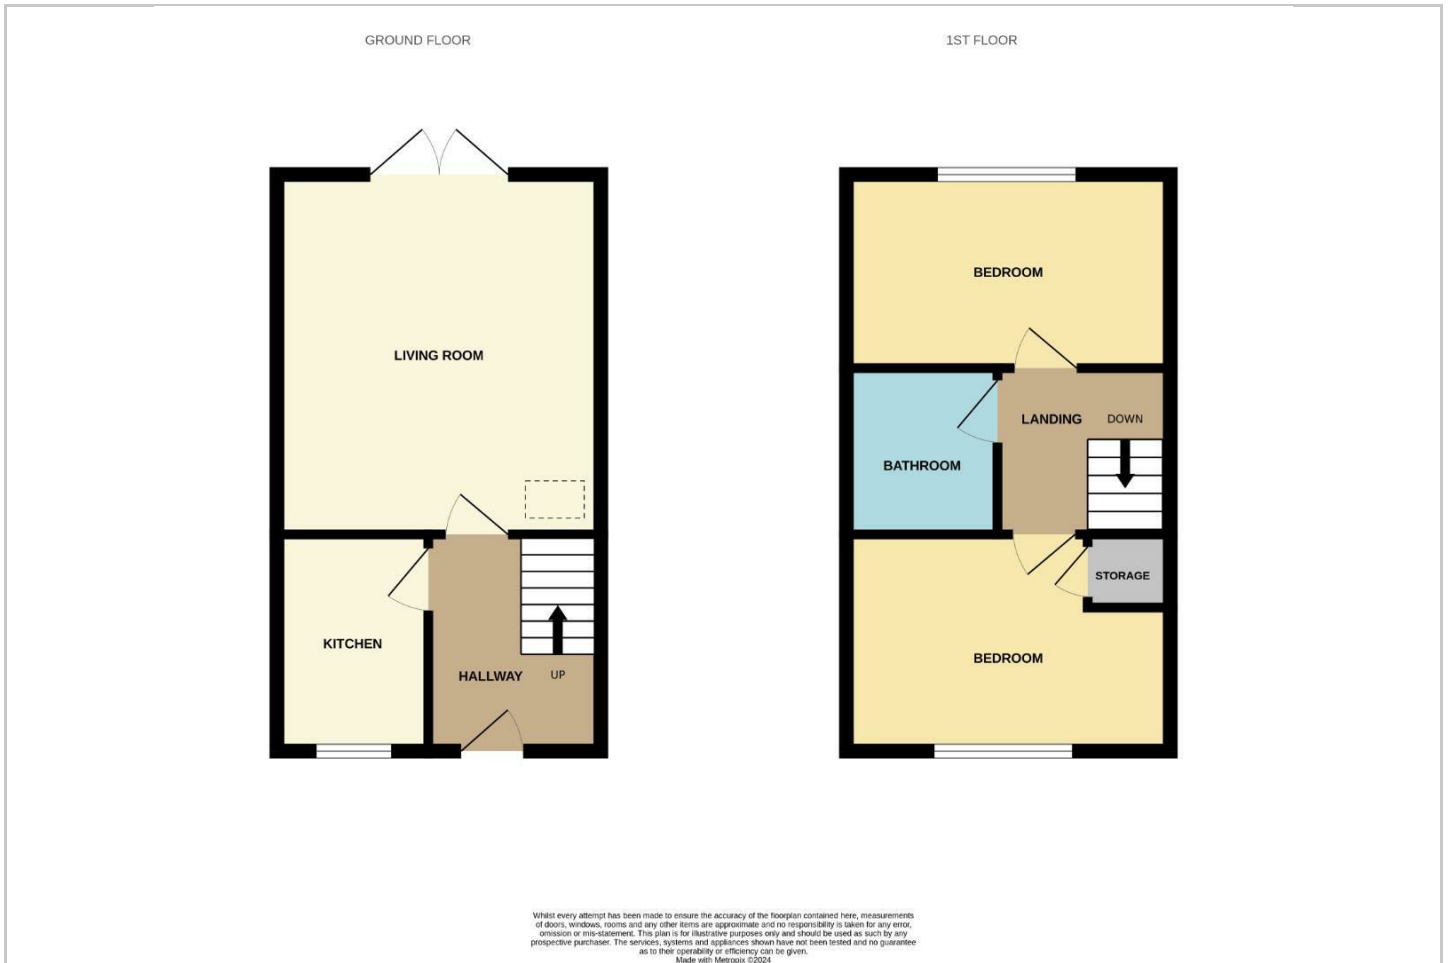 GROUND FLOOR
1ST FLOOR
LIVING ROOM
KITCHEN
HALLWAY
UP
BEDROOM
LANDING
DOWN
BATHROOM
STORAGE
BEDROOM
Whilst every attempt has been made to ensure the accuracy of the floorplan contained here, measurements
of doors, windows, rooms and any other items are approximate and no responsibility is taken for any error,
omission or mis-statement. This plan is for illustrative purposes only and should be used as such by any
prospective purchaser. The services, systems and appliances shown have not been tested and no guarantee
as to their operability or efficiency can be given.
Made with Metropix ©2024